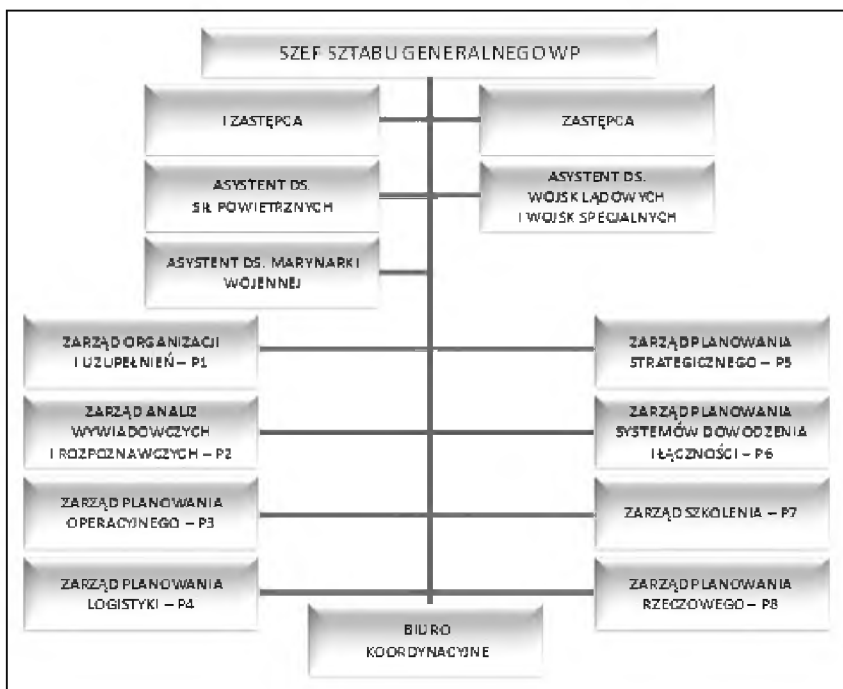 SZEF SZTABU GENERALNEGO WP
I ZASTĘPCA
ZASTĘPCA
ASYSTENT DS.
SIŁ POWIETRZNYCH
ASYSTENT DS.
WOJSK LĄDOWYCH
I WOJSK SPECJALNYCH
ASYSTENT DS. MARYNARKI
WOJENNEJ
ZARZĄD ORGANIZACJI
I UZUPEŁNIEŃ – P1
ZARZĄD PLANOWANIA
STRATEGICZNEGO – P5
ZARZĄD ANALIZ
WYWIADOWCZYCH
I ROZPOZNAWCZYCH – P2
ZARZĄD PLANOWANIA
SYSTEMÓW DOWODZENIA
I ŁĄCZNOŚCI – P6
ZARZĄD PLANOWANIA
OPERACYJNEGO – P3
ZARZĄD SZKOLENIA – P7
ZARZĄD PLANOWANIA
LOGISTYKI – P4
ZARZĄD PLANOWANIA
RZECZOWEGO – P8
BIURO
KOORDYNACYJNE